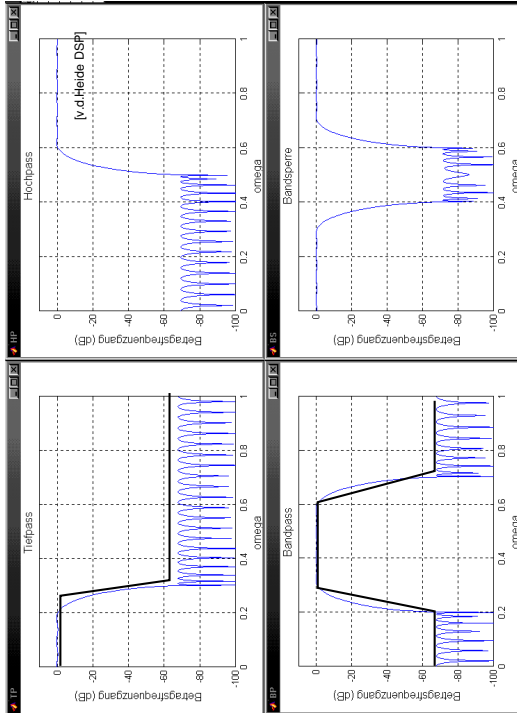 TP
Tiefpass
Betragsfrequenzgang (dB)
0
-20
-40
-60
-80
-100
0
0.2
0.4
0.6
0.8
1
omega
HP
Hochpass
Betragsfrequenzgang (dB)
0
-20
-40
-60
-80
-100
0
0.2
0.4
0.6
0.8
1
omega
[v.d.Heide DSP]
BP
Bandpass
Betragsfrequenzgang (dB)
0
-20
-40
-60
-80
-100
0
0.2
0.4
0.6
0.8
1
omega
BS
Bandsperre
Betragsfrequenzgang (dB)
0
-20
-40
-60
-80
-100
0
0.2
0.4
0.6
0.8
1
omega